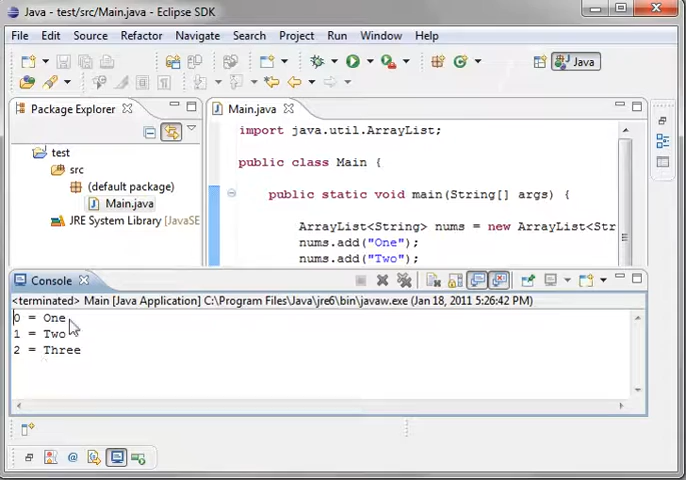 Java - test/src/Main.java - Eclipse SDK
File Edit Source Refactor Navigate Search Project Run Window Help
Java
Package Explorer
test
src
(default package)
Main.java
JRE System Library [JavaSE
Main.java
import java.util.ArrayList;
public class Main {
public static void main(String[] args) {
ArrayList<String> nums = new ArrayList<Str
nums.add("One");
nums.add("Two");
Console
<terminated> Main [Java Application] C:\Program Files\Java\jre6\bin\javaw.exe (Jan 18, 2011 5:26:42 PM)
0 = One
1 = Two
2 = Three